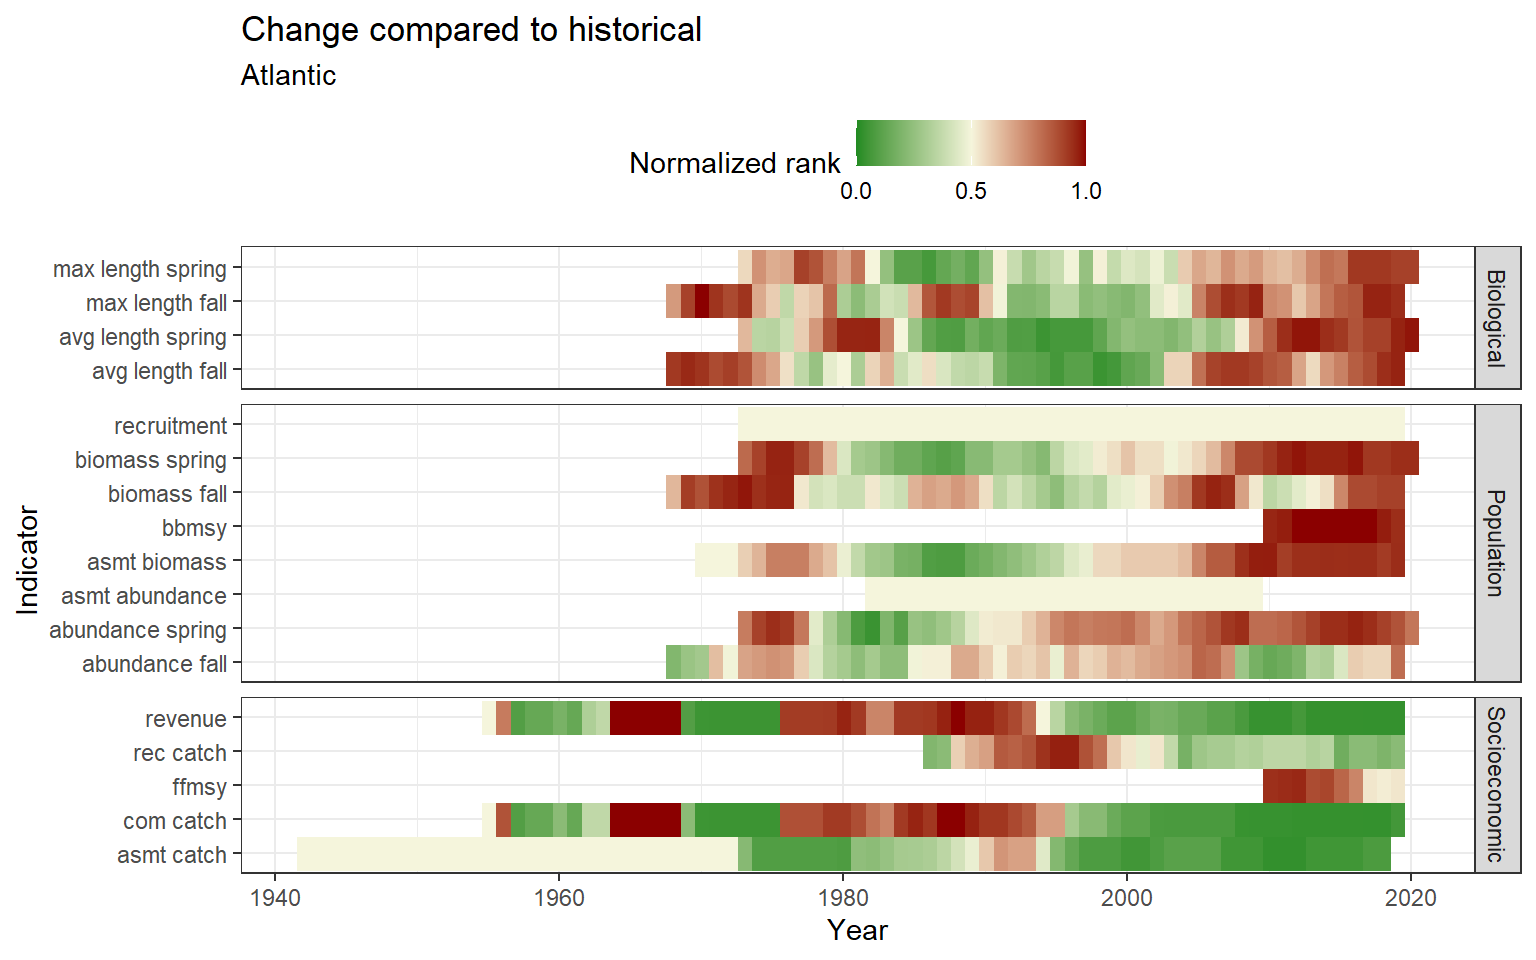 Change compared to historical
Atlantic
Normalized rank
0.0 0.5 1.0
max length spring
max length fall
avg length spring
avg length fall
Biological
recruitment
biomass spring
biomass fall
bbmsy
asmt biomass
asmt abundance
abundance spring
abundance fall
Population
revenue
rec catch
ffmsy
com catch
asmt catch
Socioeconomic
Indicator
1940 1960 1980 2000 2020
Year